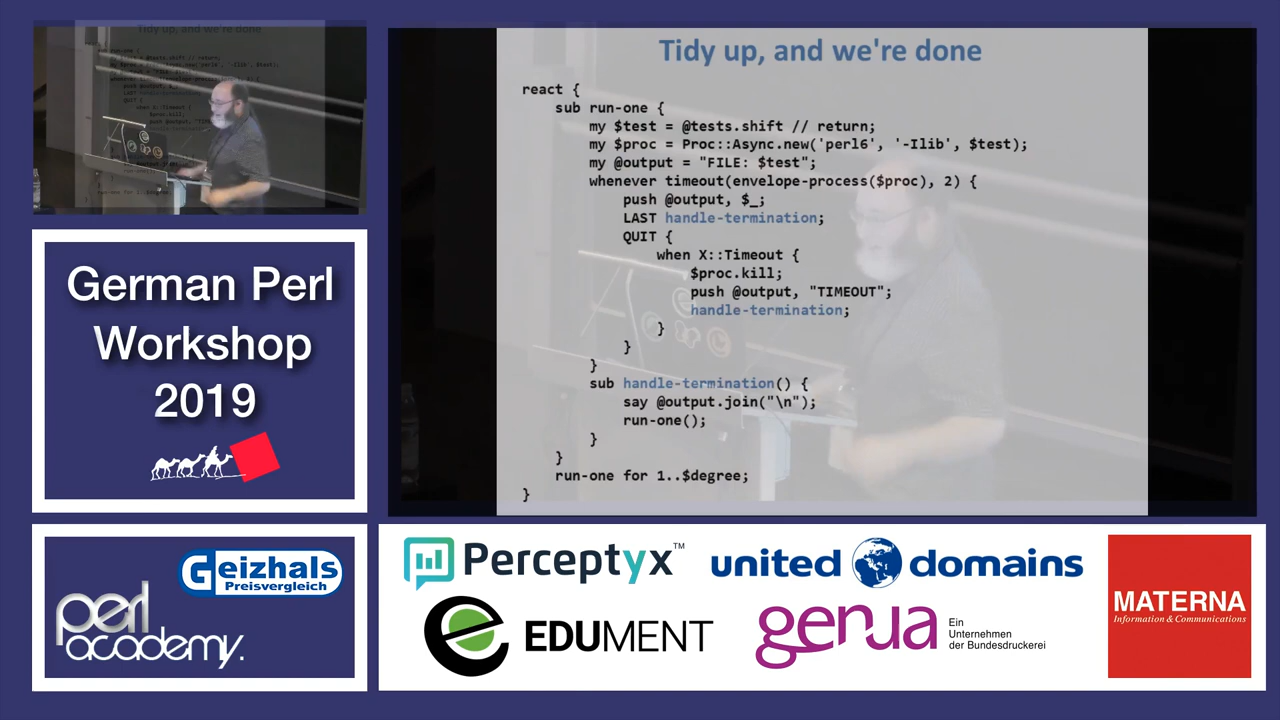 Tidy up, and we're done
react {
    sub run-one {
        my $test = @tests.shift // return;
        my $proc = Proc::Async.new('perl6', '-Ilib', $test);
        my @output = "FILE: $test";
        whenever timeout(envelope-process($proc), 2) {
            push @output, $_;
            LAST handle-termination;
            QUIT {
                when X::Timeout {
                    $proc.kill;
                    push @output, "TIMEOUT";
                    handle-termination;
                }
            }
        }
        sub handle-termination() {
            say @output.join("\n");
            run-one();
        }
    }
    run-one for 1..$degree;
}
German Perl
Workshop
2019
Geizhals
Preisvergleich
perl
academy.
Perceptyx™
united domains
EDUMENT
genua
Ein
Unternehmen
der Bundesdruckerei
MATERNA
Information & Communications